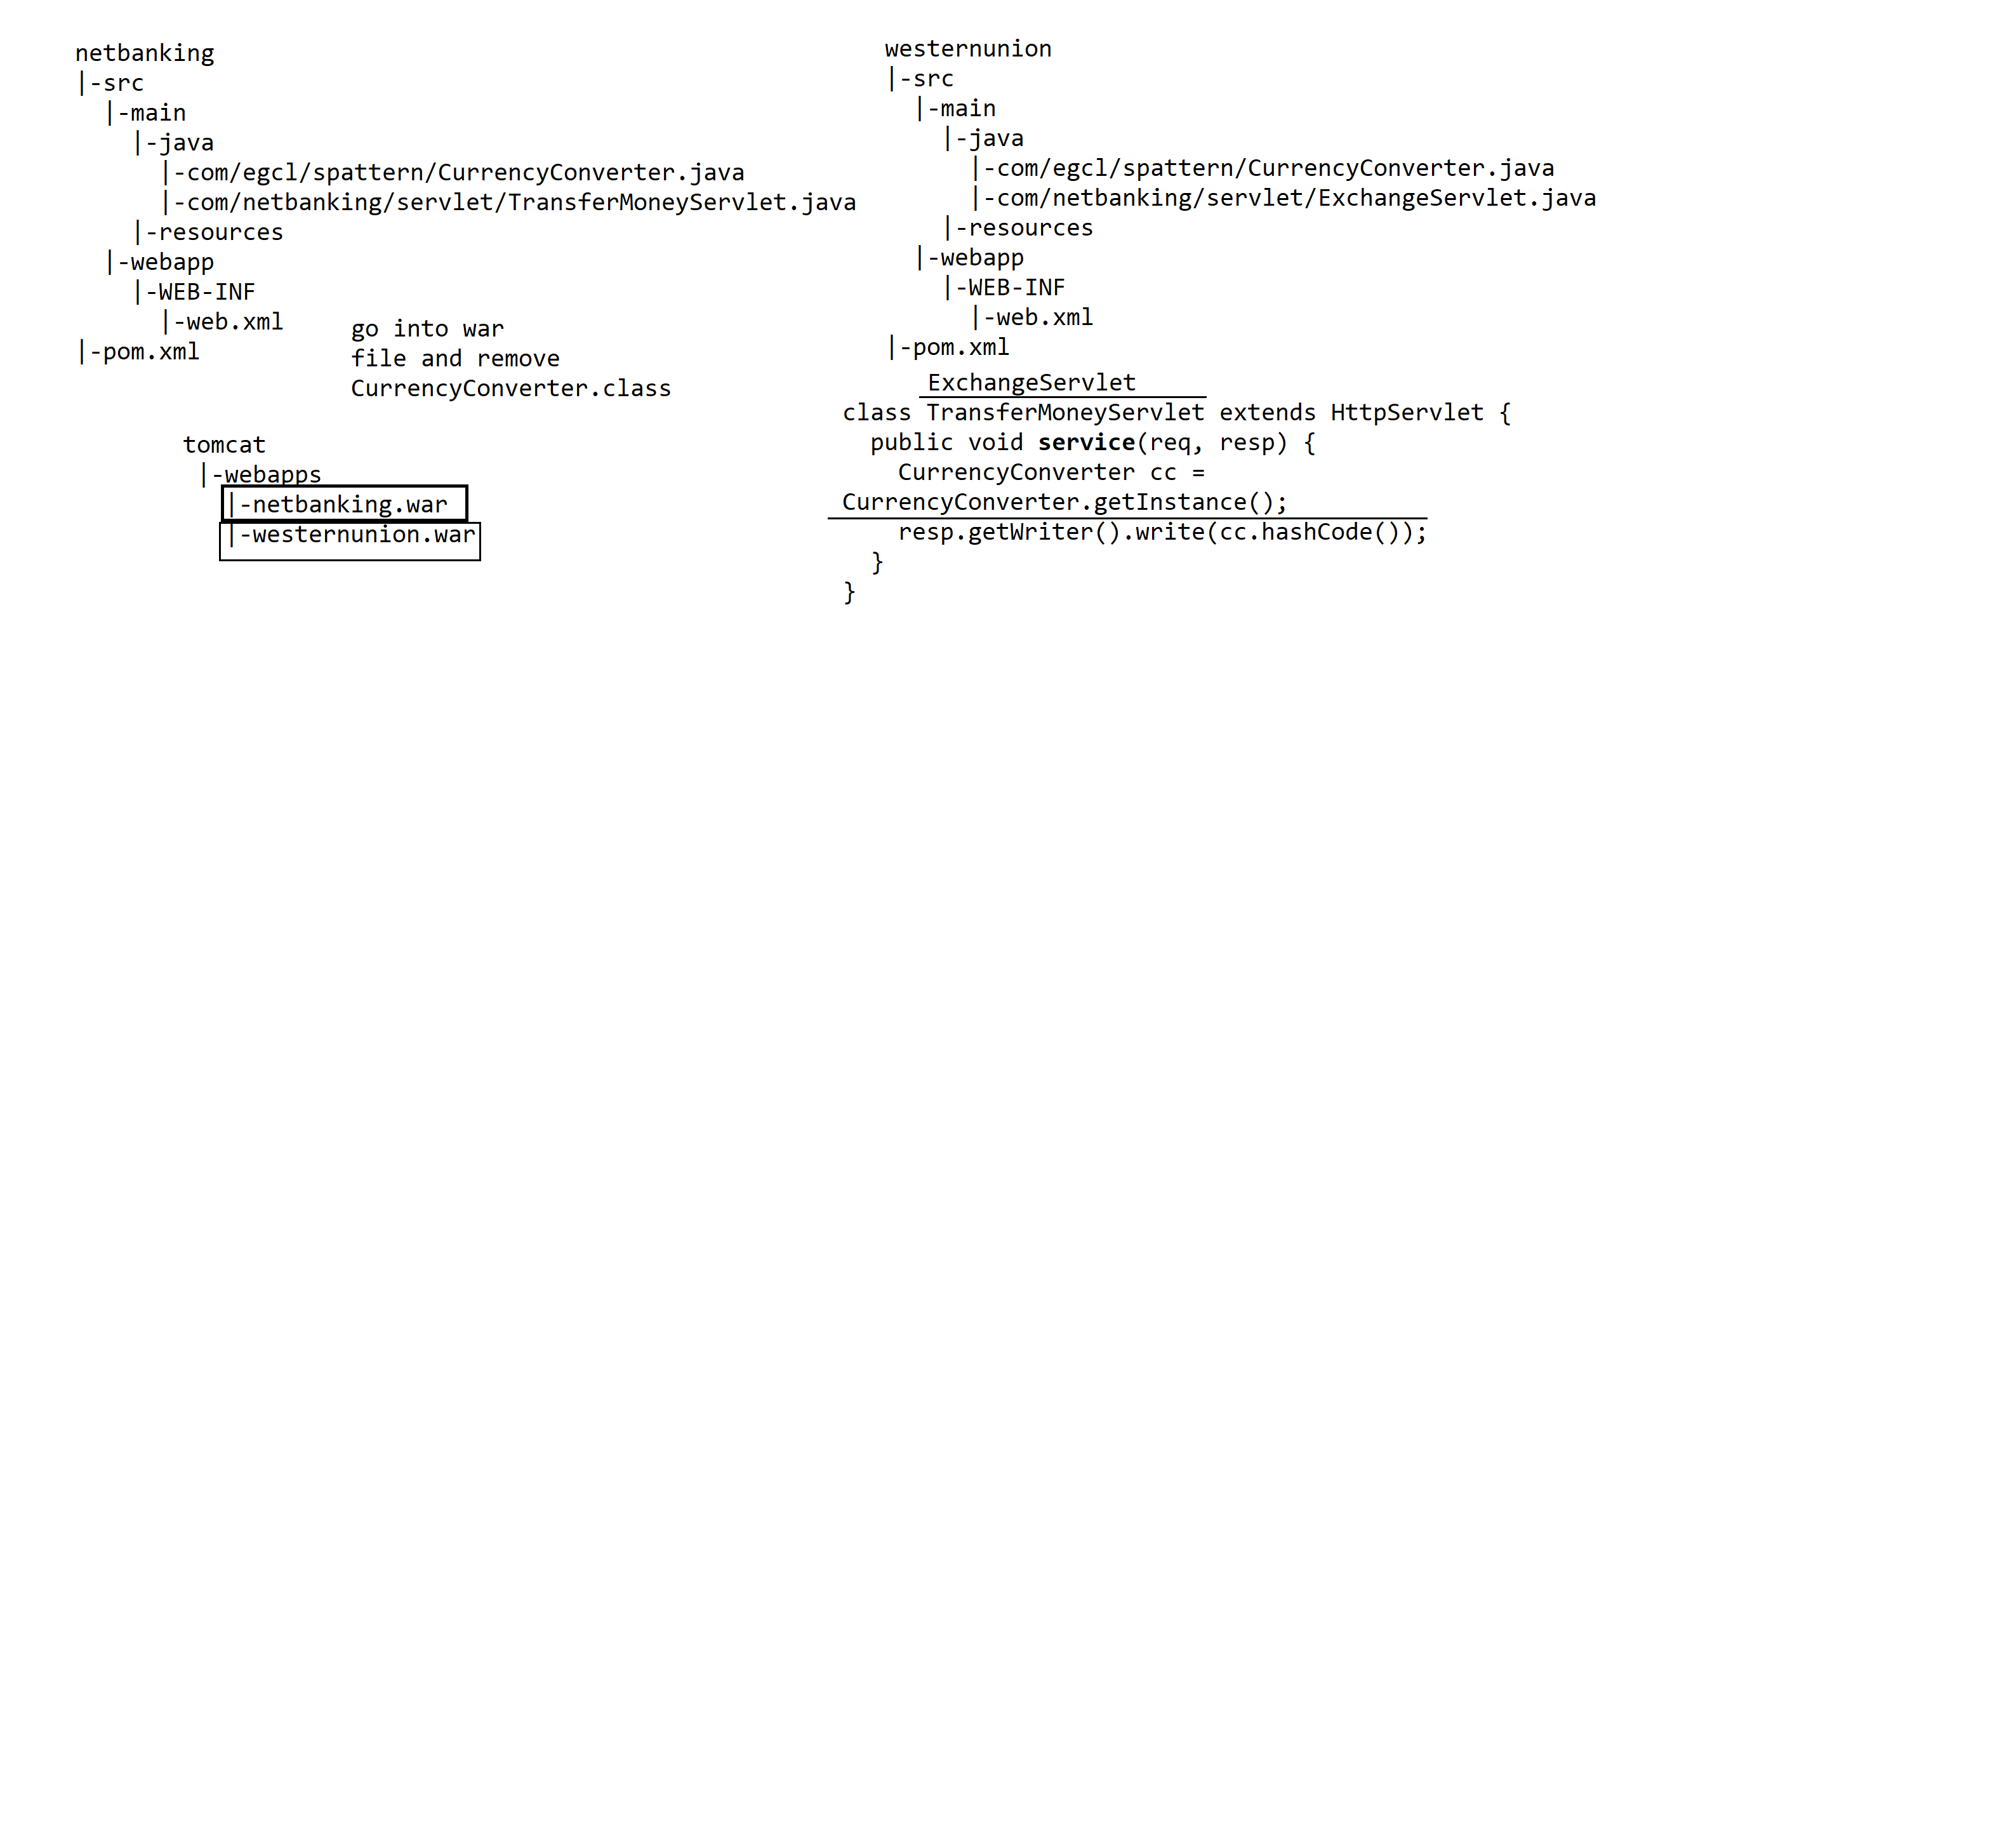 netbanking
|-src
  |-main
    |-java
      |-com/egcl/spattern/CurrencyConverter.java
      |-com/netbanking/servlet/TransferMoneyServlet.java
    |-resources
  |-webapp
    |-WEB-INF
      |-web.xml
|-pom.xml
go into war
file and remove
CurrencyConverter.class
tomcat
 |-webapps
   |-netbanking.war
   |-westernunion.war
westernunion
|-src
  |-main
    |-java
      |-com/egcl/spattern/CurrencyConverter.java
      |-com/netbanking/servlet/ExchangeServlet.java
    |-resources
  |-webapp
    |-WEB-INF
      |-web.xml
|-pom.xml
ExchangeServlet
class TransferMoneyServlet extends HttpServlet {
  public void service(req, resp) {
    CurrencyConverter cc =
CurrencyConverter.getInstance();
    resp.getWriter().write(cc.hashCode());
  }
}